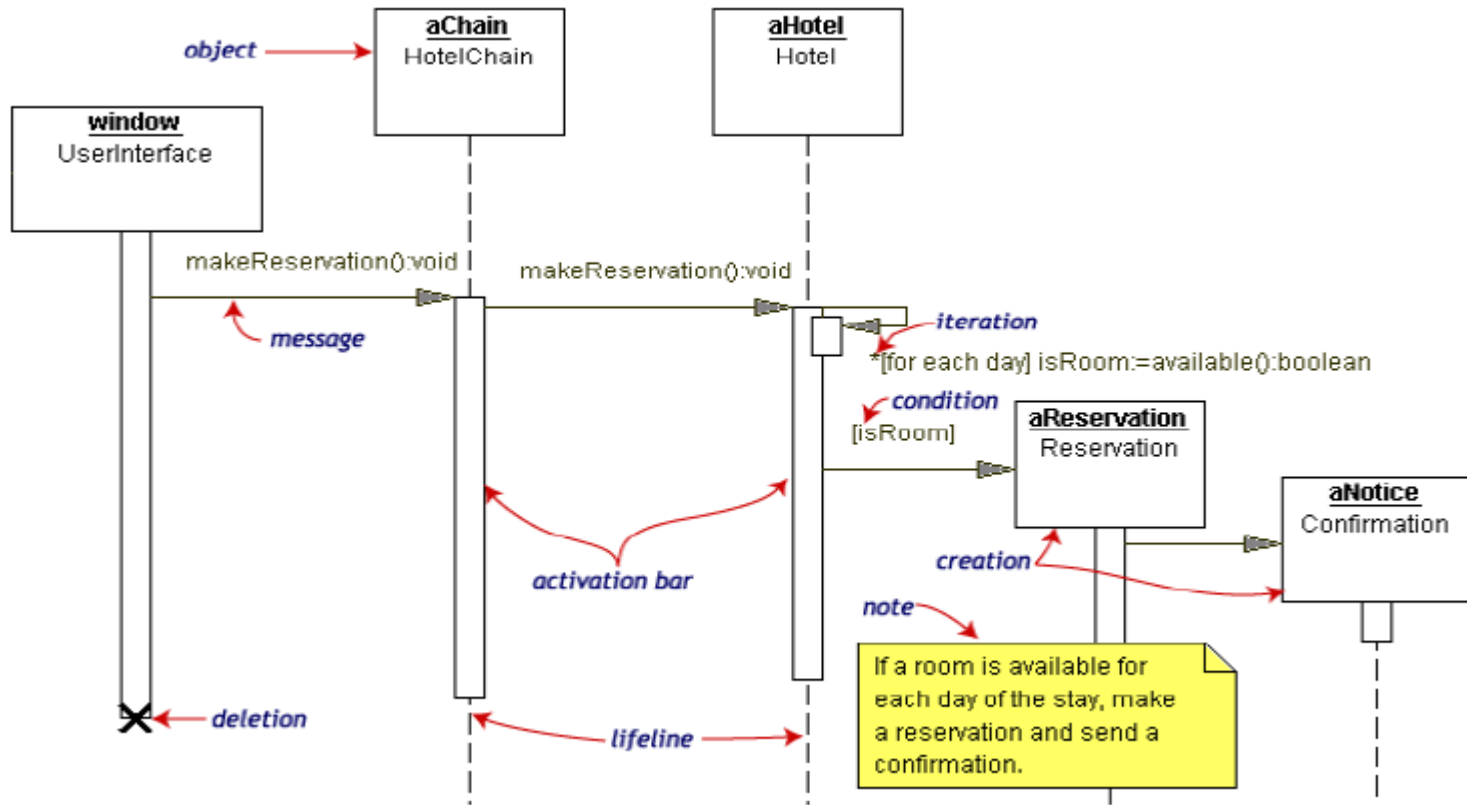 aChain
HotelChain
aHotel
Hotel
object
window
UserInterface
makeReservation():void
makeReservation():void
message
iteration
*[for each day] isRoom:=available():boolean
condition
[isRoom]
aReservation
Reservation
aNotice
Confirmation
activation bar
creation
note
If a room is available for
each day of the stay, make
a reservation and send a
confirmation.
deletion
lifeline